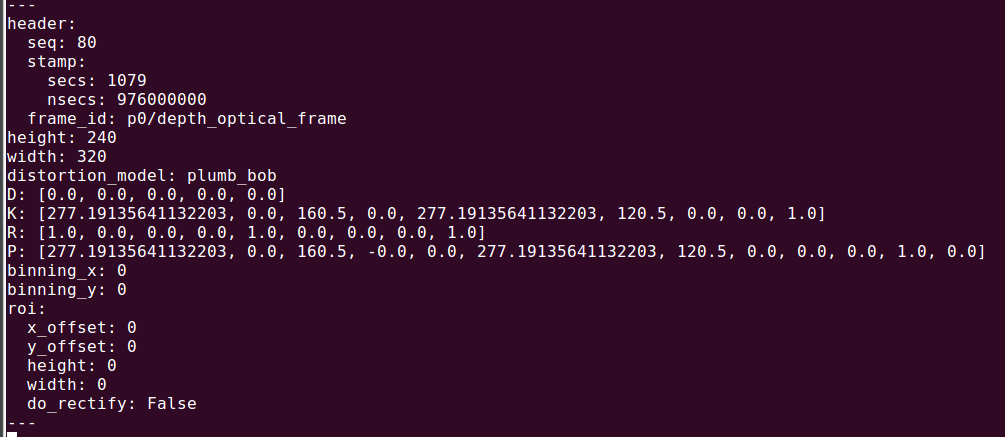 ---
header:
  seq: 80
  stamp:
    secs: 1079
    nsecs: 976000000
  frame_id: p0/depth_optical_frame
height: 240
width: 320
distortion_model: plumb_bob
D: [0.0, 0.0, 0.0, 0.0, 0.0]
K: [277.19135641132203, 0.0, 160.5, 0.0, 277.19135641132203, 120.5, 0.0, 0.0, 1.0]
R: [1.0, 0.0, 0.0, 0.0, 1.0, 0.0, 0.0, 0.0, 1.0]
P: [277.19135641132203, 0.0, 160.5, -0.0, 0.0, 277.19135641132203, 120.5, 0.0, 0.0, 0.0, 1.0, 0.0]
binning_x: 0
binning_y: 0
roi:
  x_offset: 0
  y_offset: 0
  height: 0
  width: 0
  do_rectify: False
---